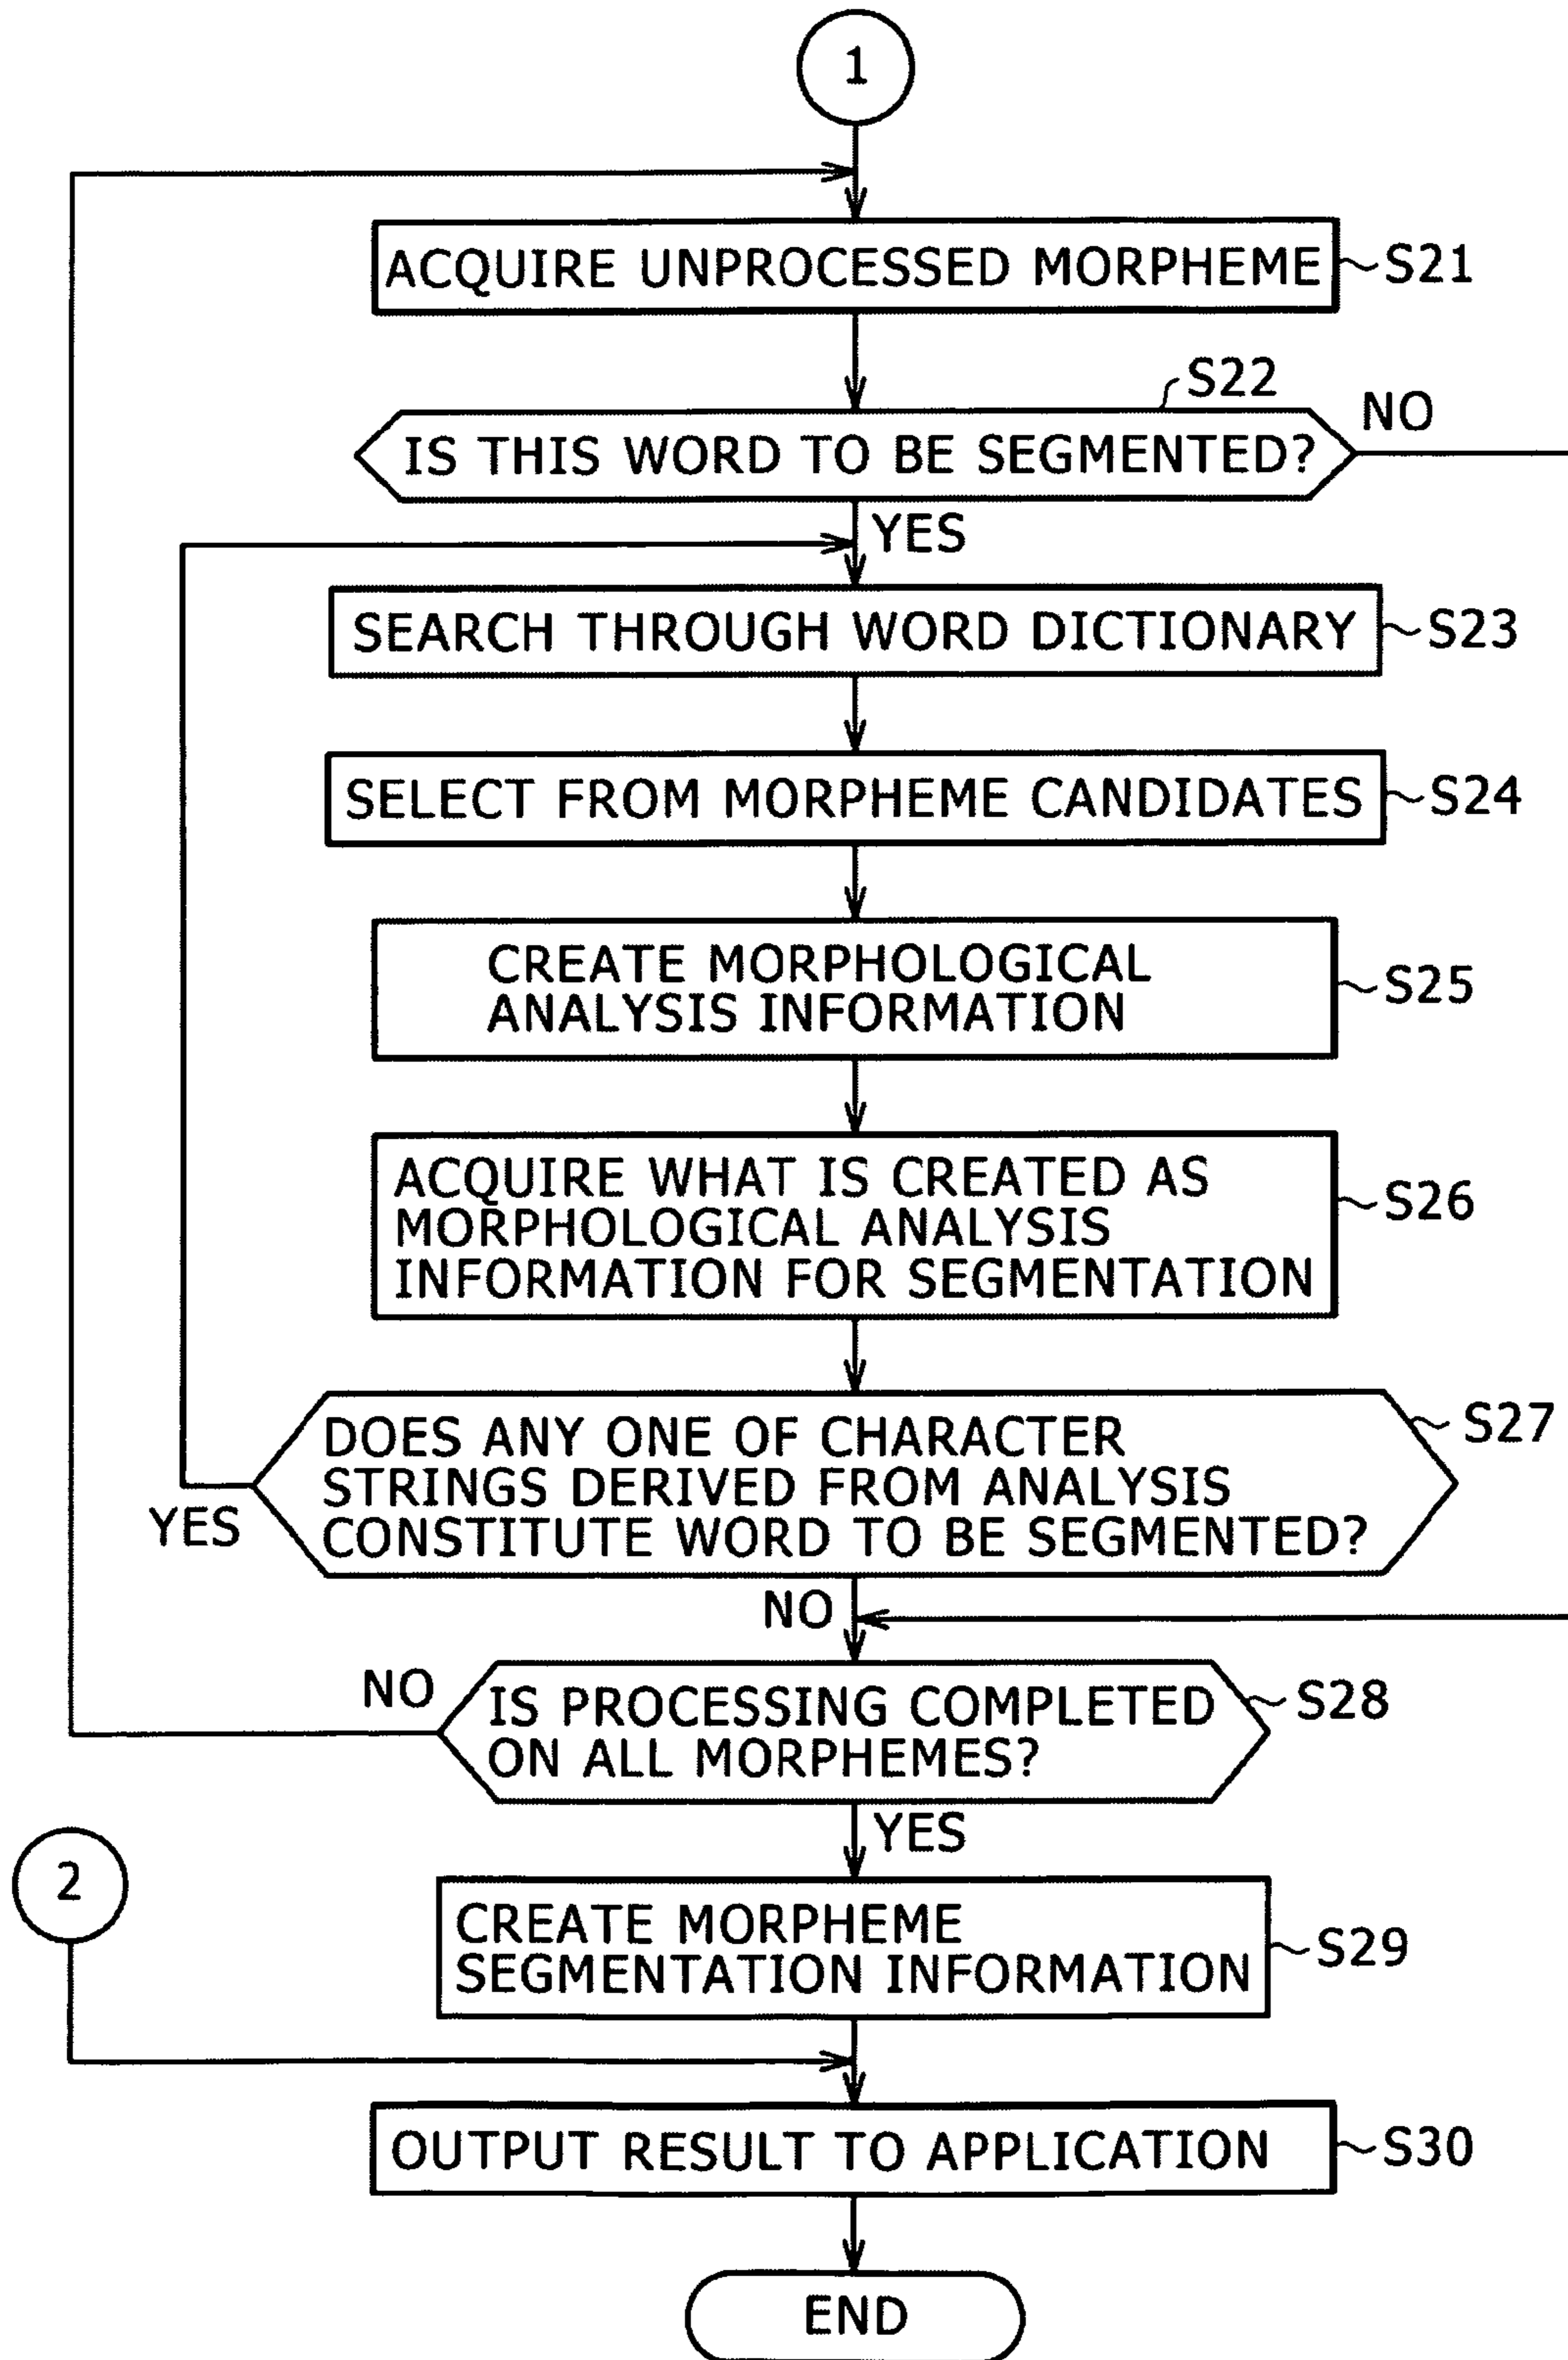 1
ACQUIRE UNPROCESSED MORPHEME
S21
S22
IS THIS WORD TO BE SEGMENTED?
NO
YES
SEARCH THROUGH WORD DICTIONARY
S23
SELECT FROM MORPHEME CANDIDATES
S24
CREATE MORPHOLOGICAL
ANALYSIS INFORMATION
S25
ACQUIRE WHAT IS CREATED AS
MORPHOLOGICAL ANALYSIS
INFORMATION FOR SEGMENTATION
S26
DOES ANY ONE OF CHARACTER
STRINGS DERIVED FROM ANALYSIS
CONSTITUTE WORD TO BE SEGMENTED?
S27
YES
NO
NO
IS PROCESSING COMPLETED
ON ALL MORPHEMES?
S28
YES
2
CREATE MORPHEME
SEGMENTATION INFORMATION
S29
OUTPUT RESULT TO APPLICATION
S30
END